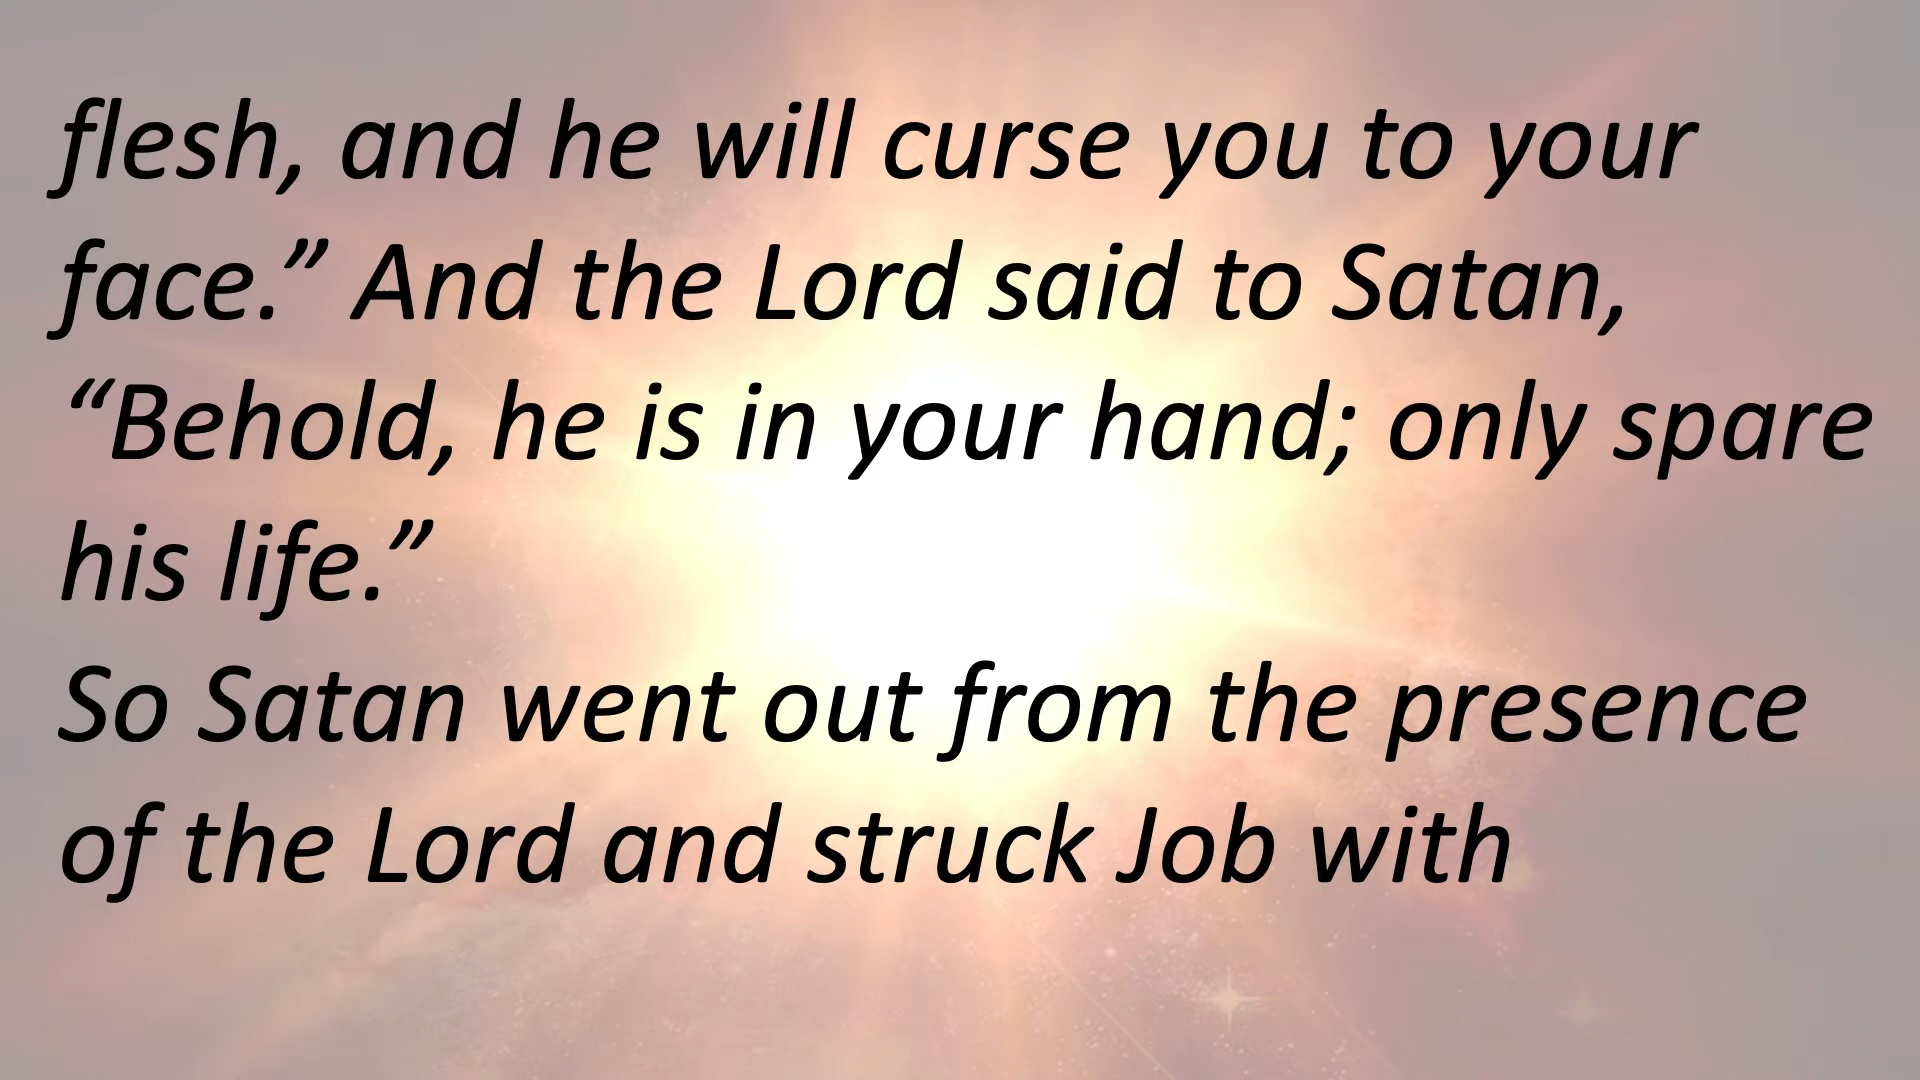 flesh, and he will curse you to your
face.” And the Lord said to Satan,
“Behold, he is in your hand; only spare
his life.”
So Satan went out from the presence
of the Lord and struck Job with